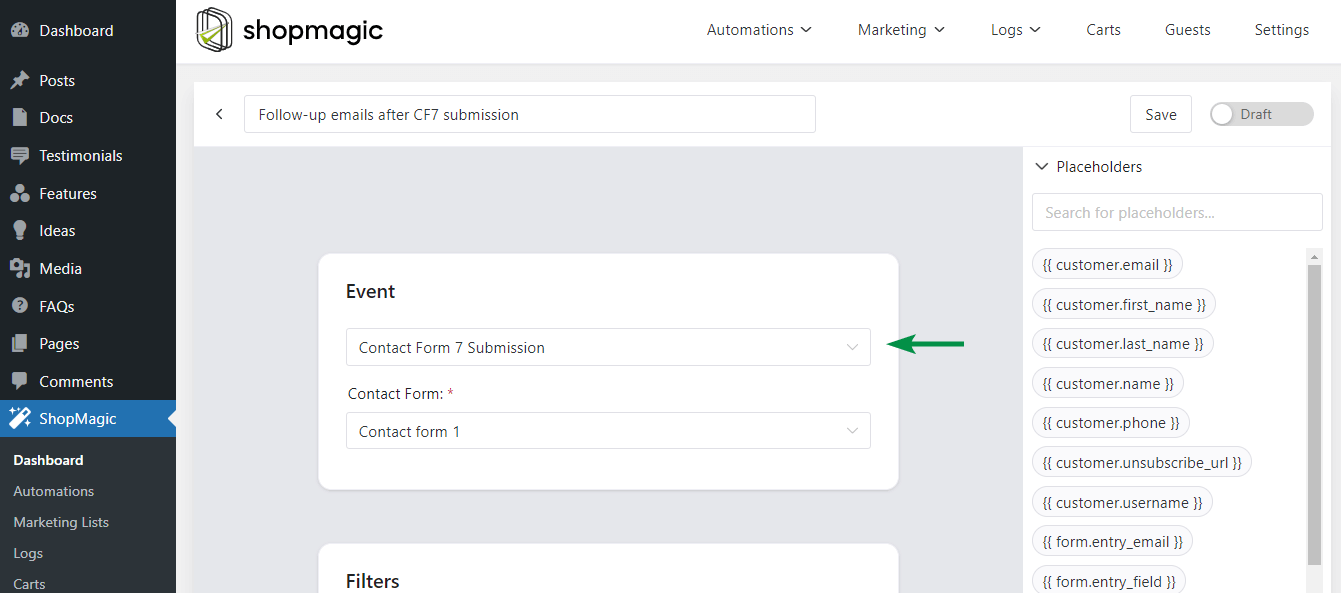 Dashboard
Posts
Docs
Testimonials
Features
Ideas
Media
FAQs
Pages
Comments
ShopMagic
Dashboard
Automations
Marketing Lists
Logs
Carts
shopmagic
Automations
Marketing
Logs
Carts
Guests
Settings
Follow-up emails after CF7 submission
Save
Draft
Event
Contact Form 7 Submission
Contact Form: *
Contact form 1
Filters
Placeholders
Search for placeholders...
{{ customer.email }}
{{ customer.first_name }}
{{ customer.last_name }}
{{ customer.name }}
{{ customer.phone }}
{{ customer.unsubscribe_url }}
{{ customer.username }}
{{ form.entry_email }}
{{ form.entry_field }}